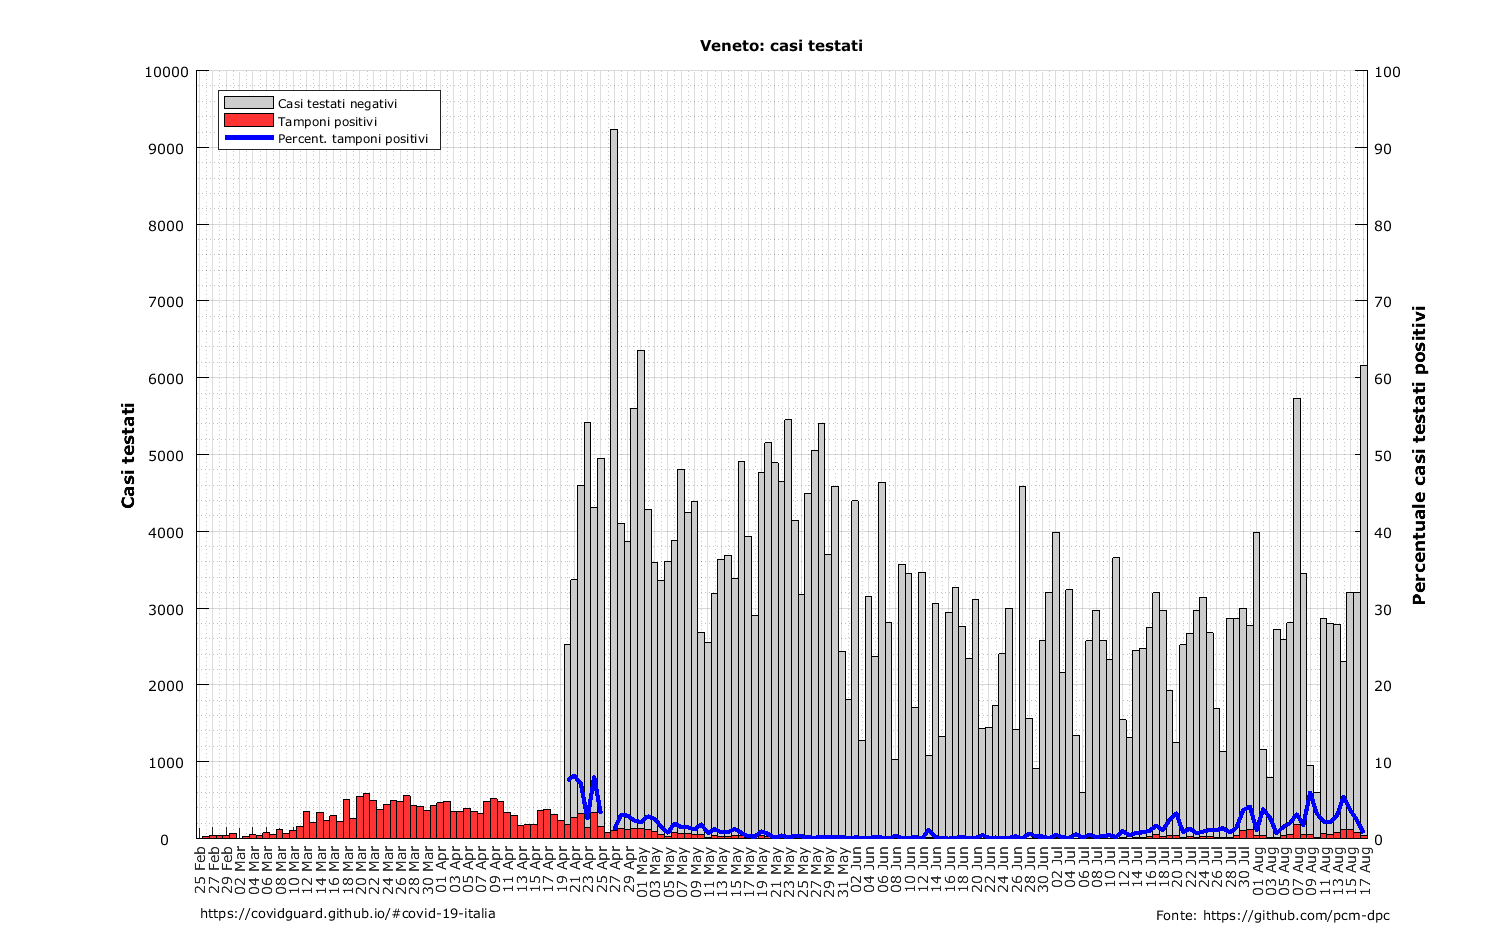 Veneto: casi testati
Casi testati negativi
Tamponi positivi
Percent. tamponi positivi
Casi testati
10000
9000
8000
7000
6000
5000
4000
3000
2000
1000
0
100
90
80
70
60
50
40
30
20
10
0
Percentuale casi testati positivi
25 Feb
27 Feb
29 Feb
02 Mar
04 Mar
06 Mar
08 Mar
10 Mar
12 Mar
14 Mar
16 Mar
18 Mar
20 Mar
22 Mar
24 Mar
26 Mar
28 Mar
30 Mar
01 Apr
03 Apr
05 Apr
07 Apr
09 Apr
11 Apr
13 Apr
15 Apr
17 Apr
19 Apr
21 Apr
23 Apr
25 Apr
27 Apr
29 Apr
01 May
03 May
05 May
07 May
09 May
11 May
13 May
15 May
17 May
19 May
21 May
23 May
25 May
27 May
29 May
31 May
02 Jun
04 Jun
06 Jun
08 Jun
10 Jun
12 Jun
14 Jun
16 Jun
18 Jun
20 Jun
22 Jun
24 Jun
26 Jun
28 Jun
30 Jun
02 Jul
04 Jul
06 Jul
08 Jul
10 Jul
12 Jul
14 Jul
16 Jul
18 Jul
20 Jul
22 Jul
24 Jul
26 Jul
28 Jul
30 Jul
01 Aug
03 Aug
05 Aug
07 Aug
09 Aug
11 Aug
13 Aug
15 Aug
17 Aug
https://covidguard.github.io/#covid-19-italia
Fonte: https://github.com/pcm-dpc